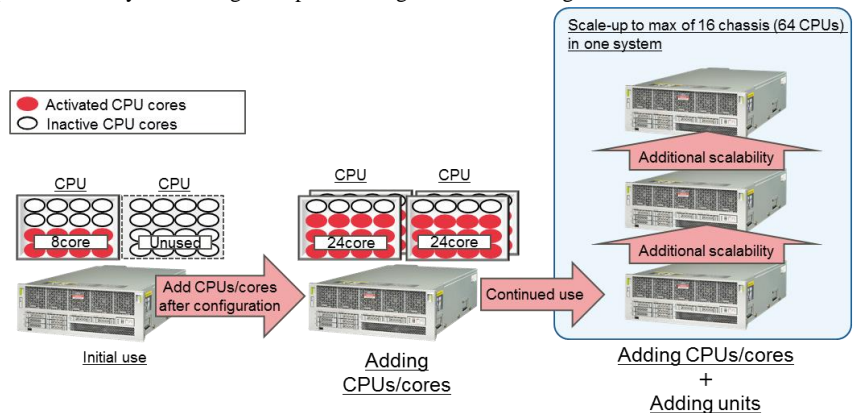 Scale-up to max of 16 chassis (64 CPUs)
in one system
Activated CPU cores
Inactive CPU cores
CPU
CPU
8core
Unused
Initial use
Add CPUs/cores
after configuration
CPU
CPU
24core
24core
Adding
CPUs/cores
Continued use
Additional scalability
Additional scalability
Adding CPUs/cores
+
Adding units